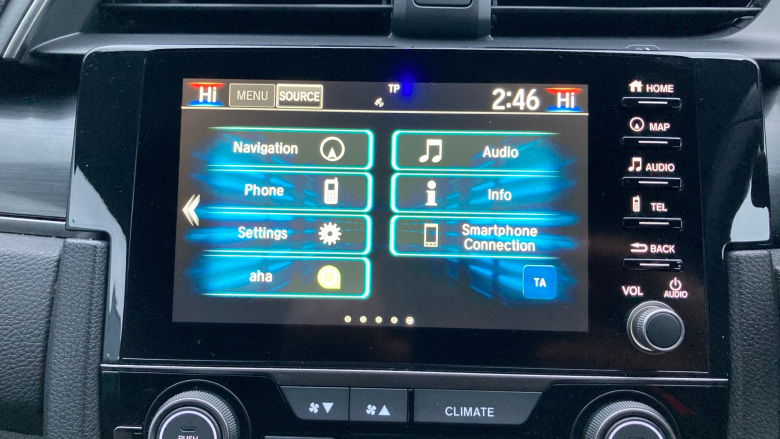 Hi MENU SOURCE TP 2:46 Hi
Navigation
Audio
Phone
Info
Settings
Smartphone
Connection
aha
TA
HOME
MAP
AUDIO
TEL
BACK
VOL
AUDIO
CLIMATE
PUSH